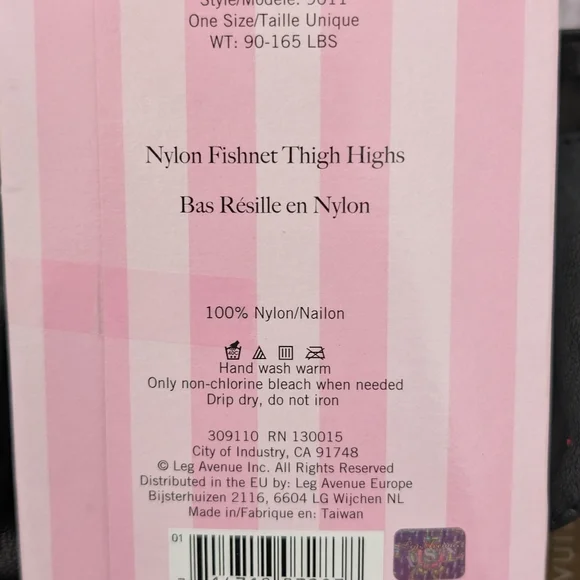 Style/Modèle: 9011
One Size/Taille Unique
WT: 90-165 LBS
Nylon Fishnet Thigh Highs
Bas Résille en Nylon
100% Nylon/Nailon
Hand wash warm
Only non-chlorine bleach when needed
Drip dry, do not iron
309110 RN 130015
City of Industry, CA 91748
© Leg Avenue Inc. All Rights Reserved
Distributed in the EU by: Leg Avenue Europe
Bijsterhuizen 2116, 6604 LG Wijchen NL
Made in/Fabrique en: Taiwan
01